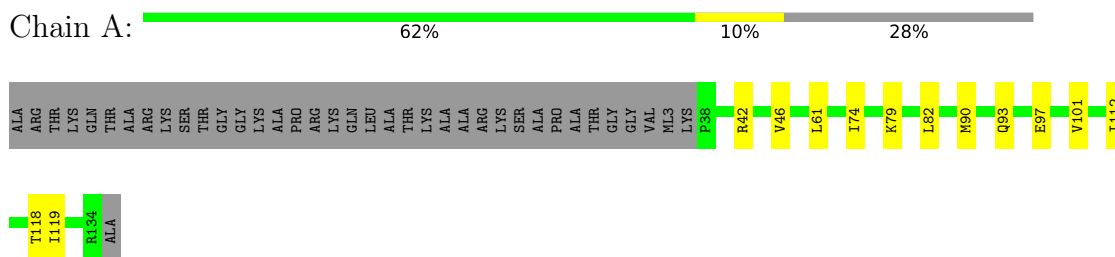 Chain A:
62% 10% 28%
ALA ARG THR LYS GLN THR ALA ARG LYS SER THR GLY GLY LYS ALA PRO ARG LYS GLN LEU ALA THR LYS ALA ALA ARG LYS SER ALA PRO ALA THR GLY GLY VAL ML3 LYS P38 R42 V46 L61 I74 K79 L82 M90 Q93 E97 V101 I112
T118 I119 R134 ALA